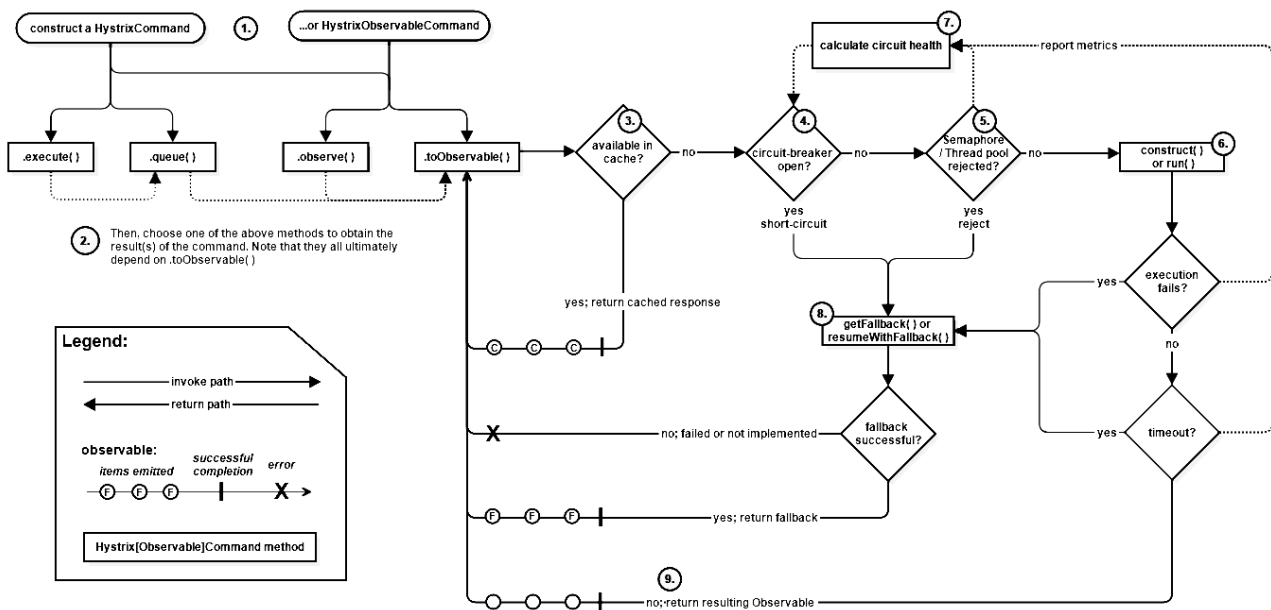 construct a HystrixCommand
1.
...or HystrixObservableCommand
7.
calculate circuit health
report metrics
3.
available in
cache?
no
4.
circuit-breaker
open?
no
5.
Semaphore
/ Thread pool
rejected?
no
6.
construct( )
or run( )
.execute( )
.queue( )
.observe( )
.toObservable( )
yes
short-circuit
yes
reject
2.
Then, choose one of the above methods to obtain the
result(s) of the command. Note that they all ultimately
depend on .toObservable( )
yes
execution
fails?
yes; return cached response
8.
getFallback( ) or
resumeWithFallback( )
C C C
no
Legend:
invoke path
return path
X
no; failed or not implemented
fallback
successful?
yes
timeout?
observable:
items emitted
successful
completion
error
F F F
X
F F F
yes; return fallback
Hystrix[Observable]Command method
9.
no; return resulting Observable